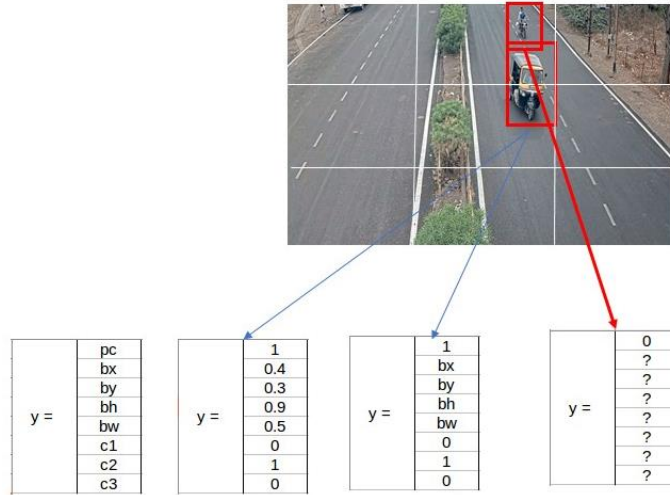 y =
pc
bx
by
bh
bw
c1
c2
c3
y =
1
0.4
0.3
0.9
0.5
0
1
0
y =
1
bx
by
bh
bw
0
1
0
y =
0
?
?
?
?
?
?
?